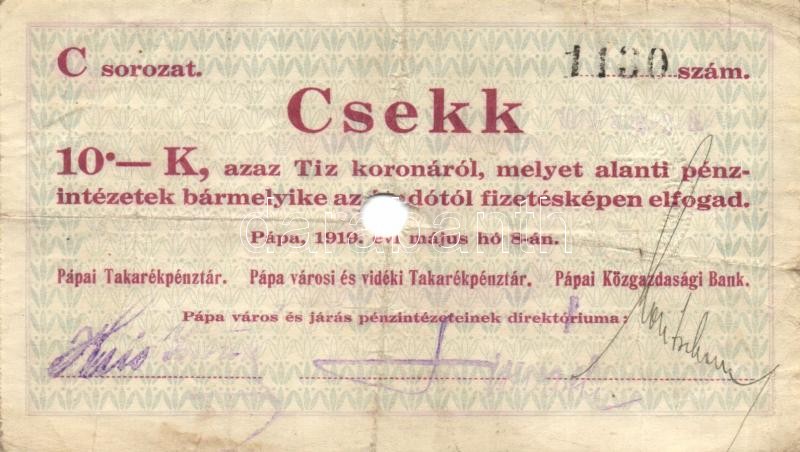 C sorozat. 1130 szám.
Csekk
10·— K, azaz Tiz koronáról, melyet alanti pénz-
intézetek bármelyike az fizetésképen elfogad.
Pápa, 1919. évi május hó 8-án.
Pápai Takarékpénztár. Pápa városi és vidéki Takarékpénztár. Pápai Közgazdasági Bank.
Pápa város és járás pénzintézeteinek direktóriuma:
darabanth